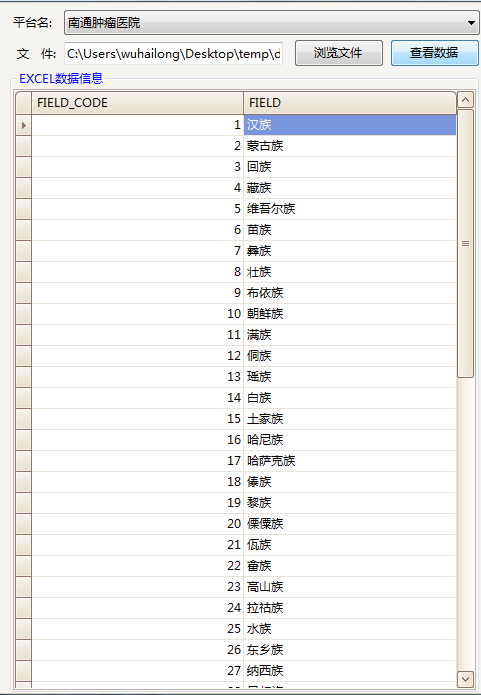 平台名: 南通肿瘤医院
文 件: C:\Users\wuhailong\Desktop\temp\d 浏览文件 查看数据
EXCEL数据信息
FIELD_CODE FIELD
1 汉族
2 蒙古族
3 回族
4 藏族
5 维吾尔族
6 苗族
7 彝族
8 壮族
9 布依族
10 朝鲜族
11 满族
12 侗族
13 瑶族
14 白族
15 土家族
16 哈尼族
17 哈萨克族
18 傣族
19 黎族
20 傈僳族
21 佤族
22 畲族
23 高山族
24 拉祜族
25 水族
26 东乡族
27 纳西族